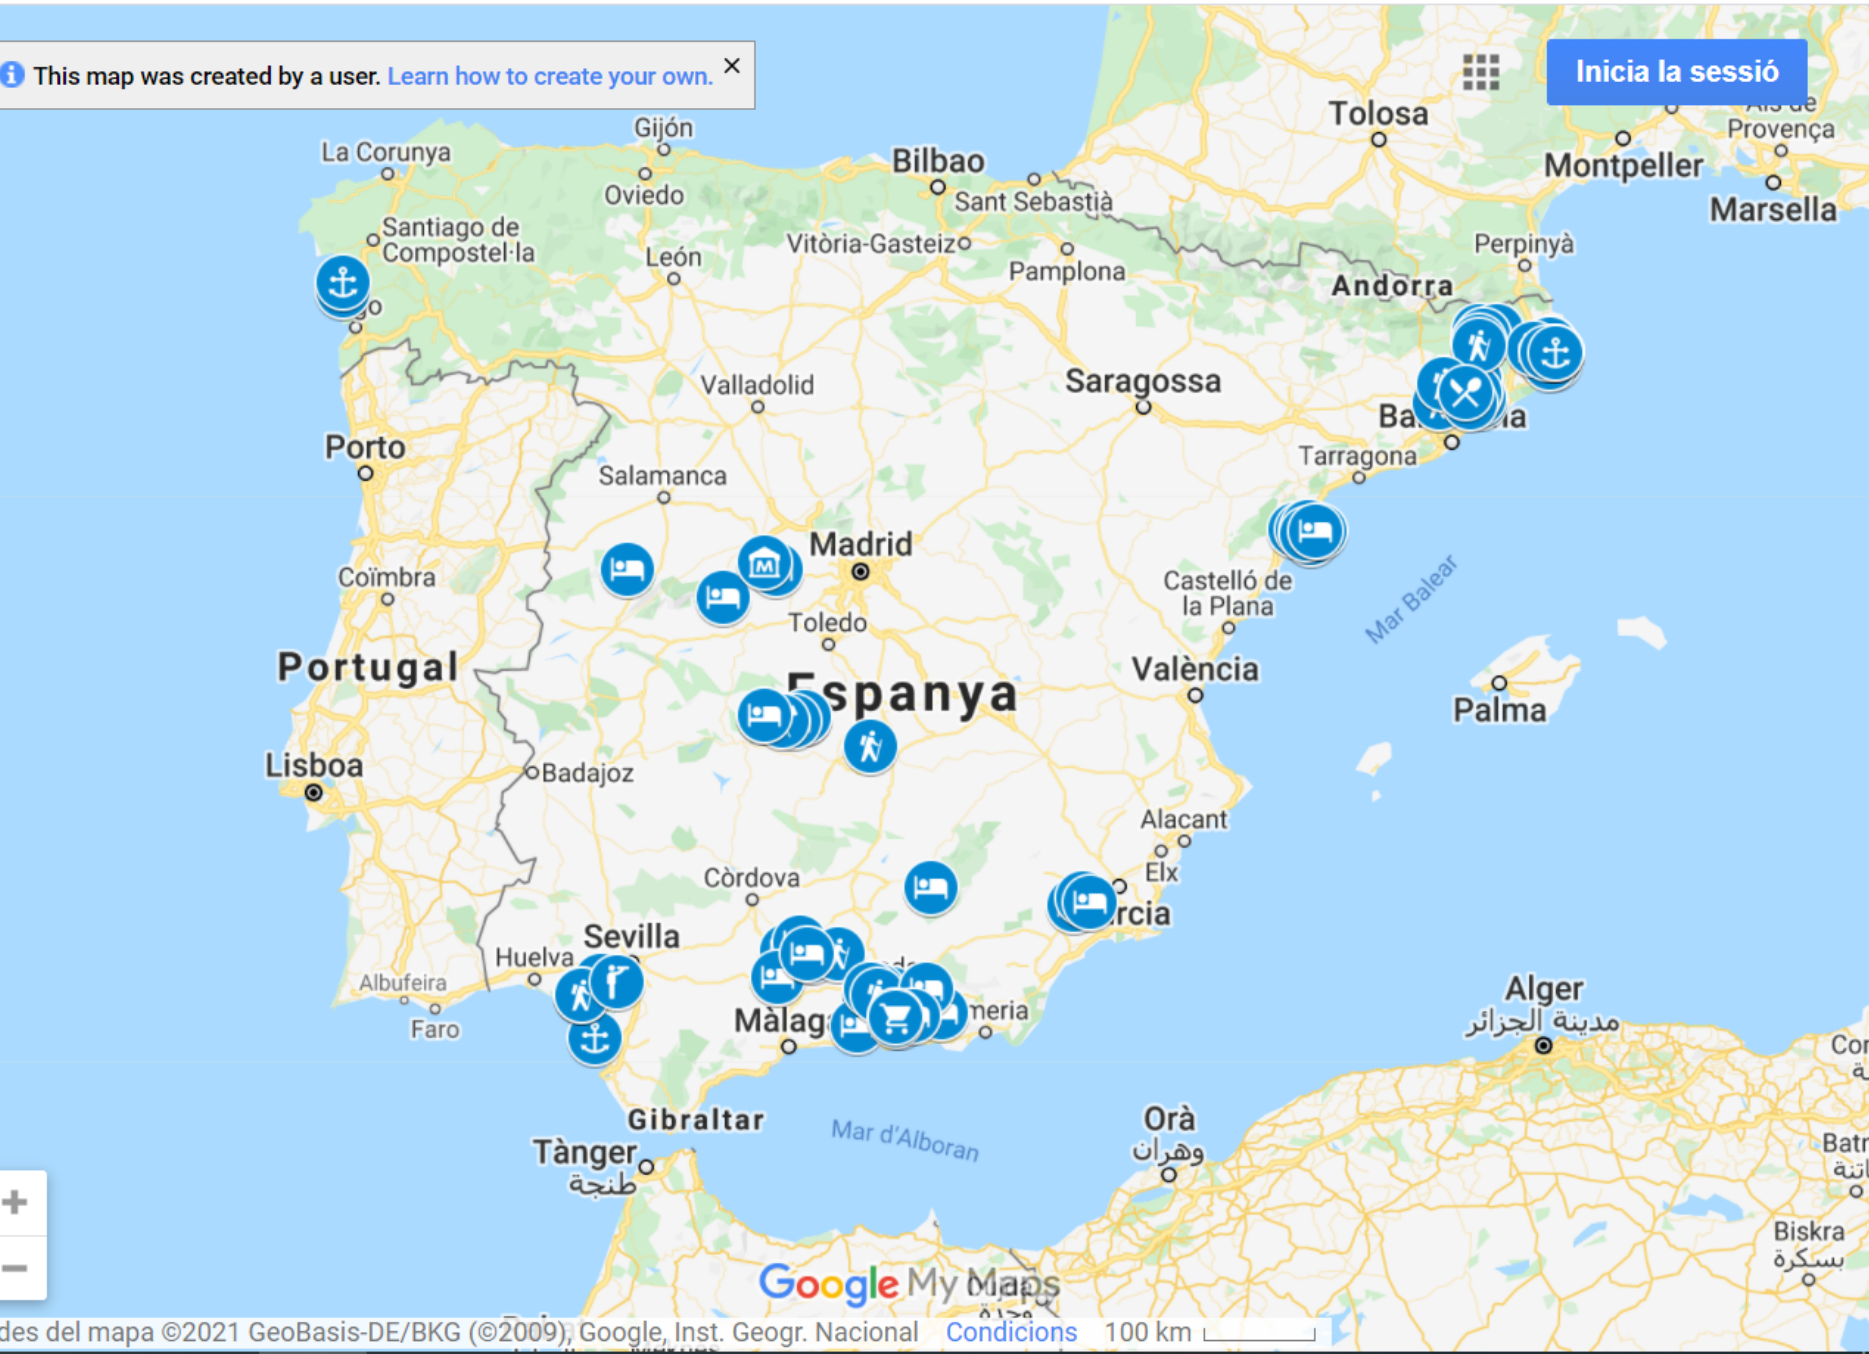 This map was created by a user. Learn how to create your own.
Inicia la sessió
Tolosa
Provença
Montpeller
Marsella
Gijón
La Corunya
Bilbao
Oviedo
Sant Sebastià
Santiago de
Compostel·la
León
Vitòria-Gasteiz
Pamplona
Perpinyà
Andorra
Valladolid
Saragossa
Porto
Tarragona
Salamanca
Madrid
Coïmbra
Castelló de
la Plana
Mar Balear
Toledo
Portugal
Espanya
València
Palma
Lisboa
Badajoz
Alacant
Elx
Còrdova
Sevilla
Huelva
Albufeira
Faro
Alger
مدينة الجزائر
Gibraltar
Mar d'Alboran
Orà
وهران
Tànger
طنجة
Biskra
بسكرة
Google My Maps
des del mapa ©2021 GeoBasis-DE/BKG (©2009), Google, Inst. Geogr. Nacional Condicions 100 km